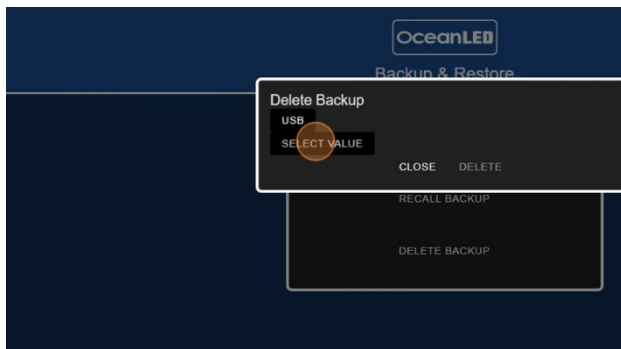 OceanLED
Backup & Restore
Delete Backup
USB
SELECT VALUE
CLOSE DELETE
RECALL BACKUP
DELETE BACKUP